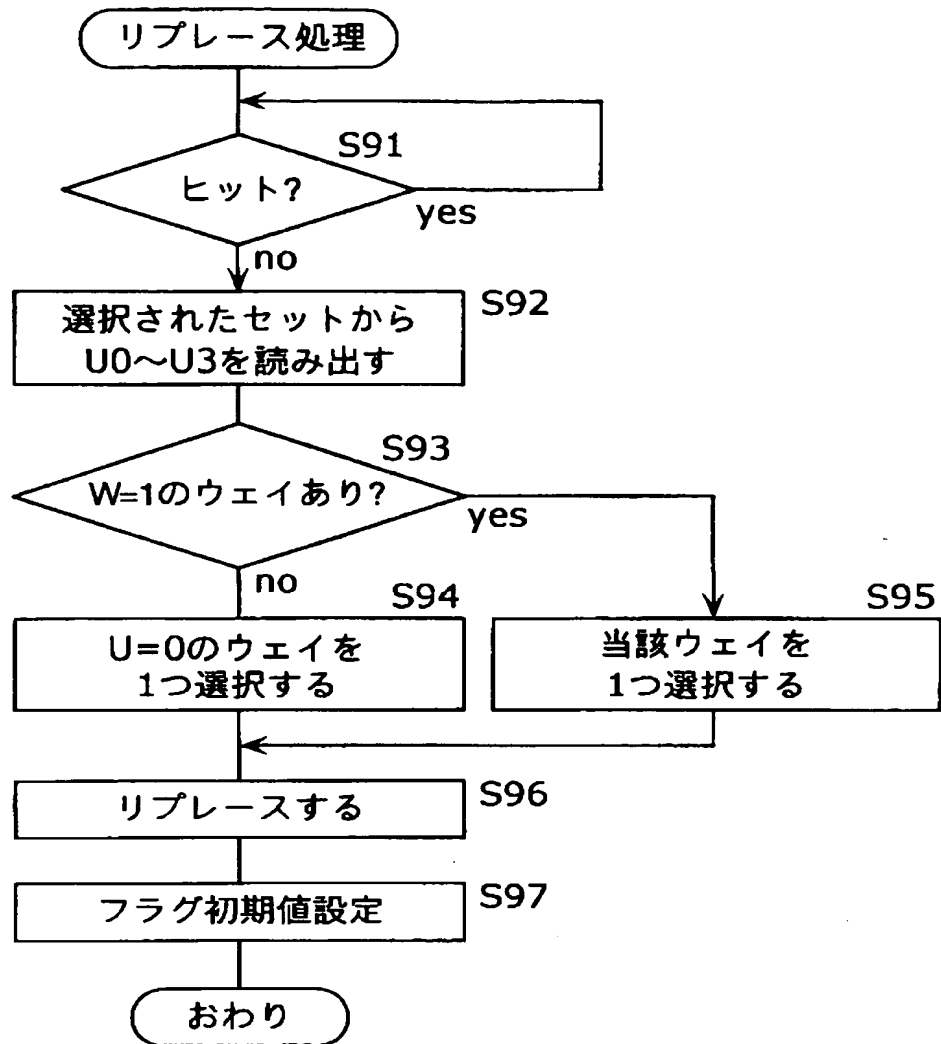 リプレース処理
S91
ヒット?
yes
no
S92
選択されたセットから
U0～U3を読み出す
S93
W=1のウェイあり?
yes
no
S94
S95
U=0のウェイを
1つ選択する
当該ウェイを
1つ選択する
リプレースする
S96
フラグ初期値設定
S97
おわり